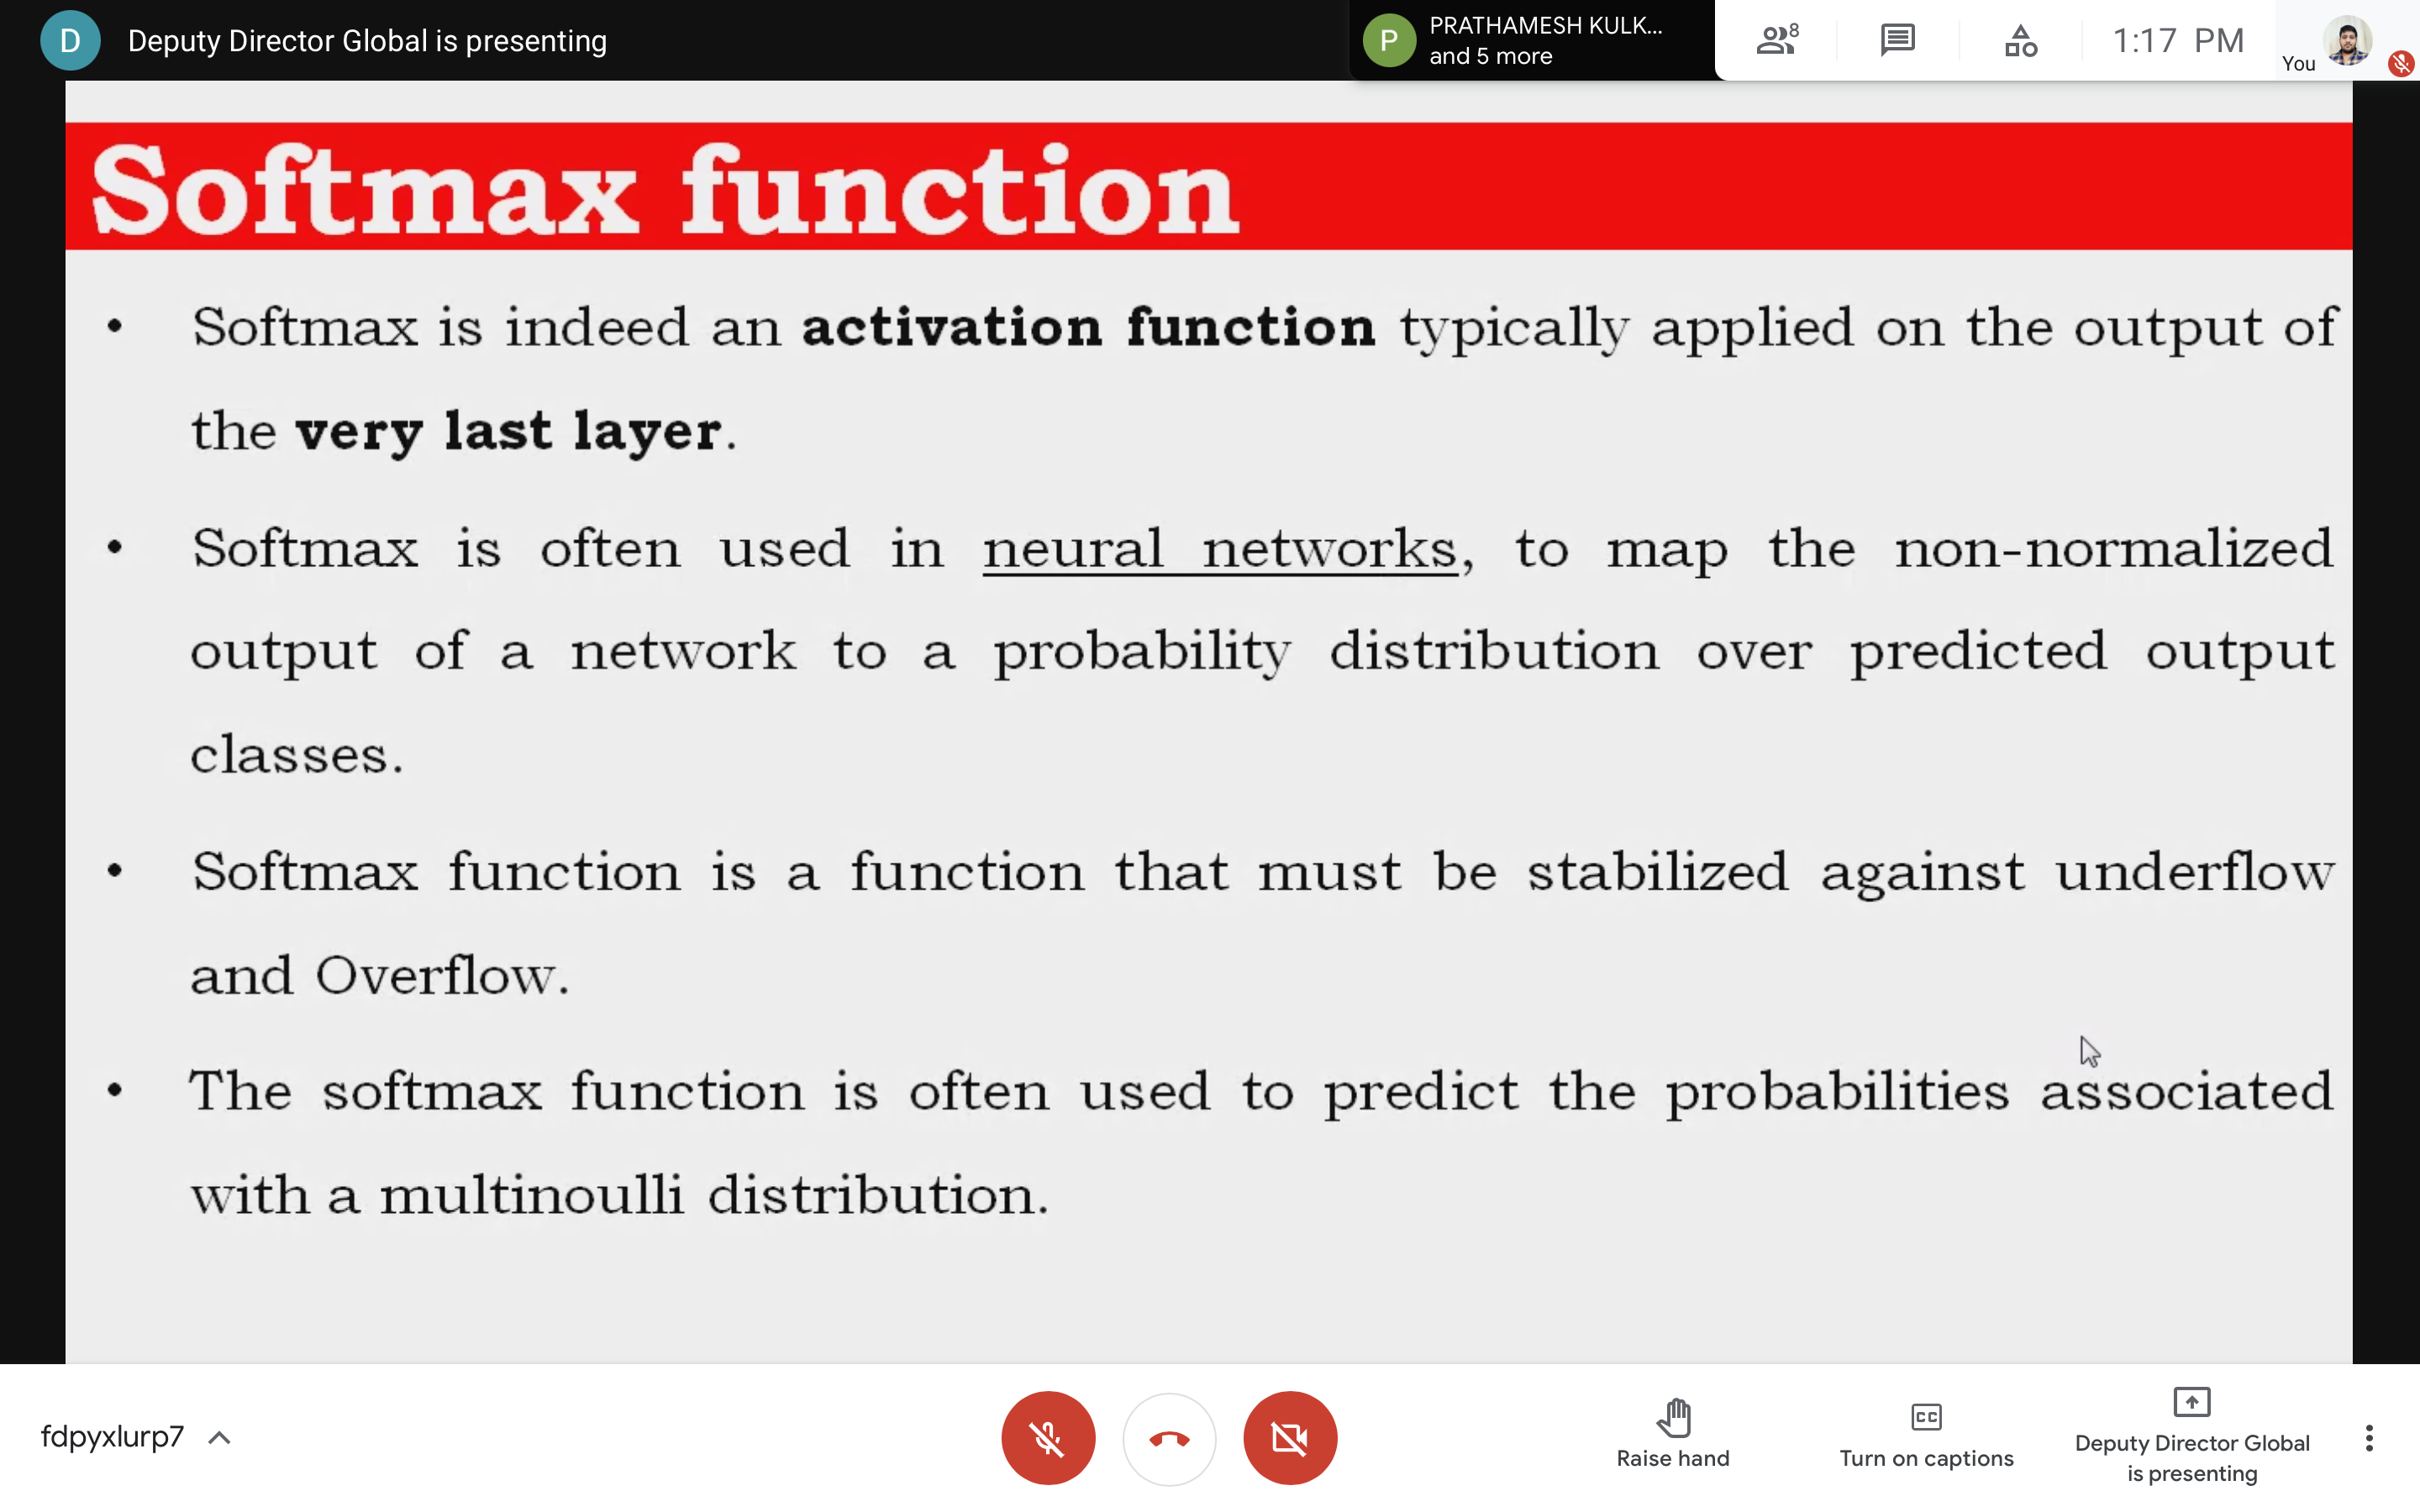 D Deputy Director Global is presenting
P PRATHAMESH KULK...
and 5 more
8
1:17 PM
You
Softmax function
• Softmax is indeed an activation function typically applied on the output of
the very last layer.
• Softmax is often used in neural networks, to map the non-normalized
output of a network to a probability distribution over predicted output
classes.
• Softmax function is a function that must be stabilized against underflow
and Overflow.
• The softmax function is often used to predict the probabilities associated
with a multinoulli distribution.
fdpyxlurp7
Raise hand
CC
Turn on captions
Deputy Director Global
is presenting